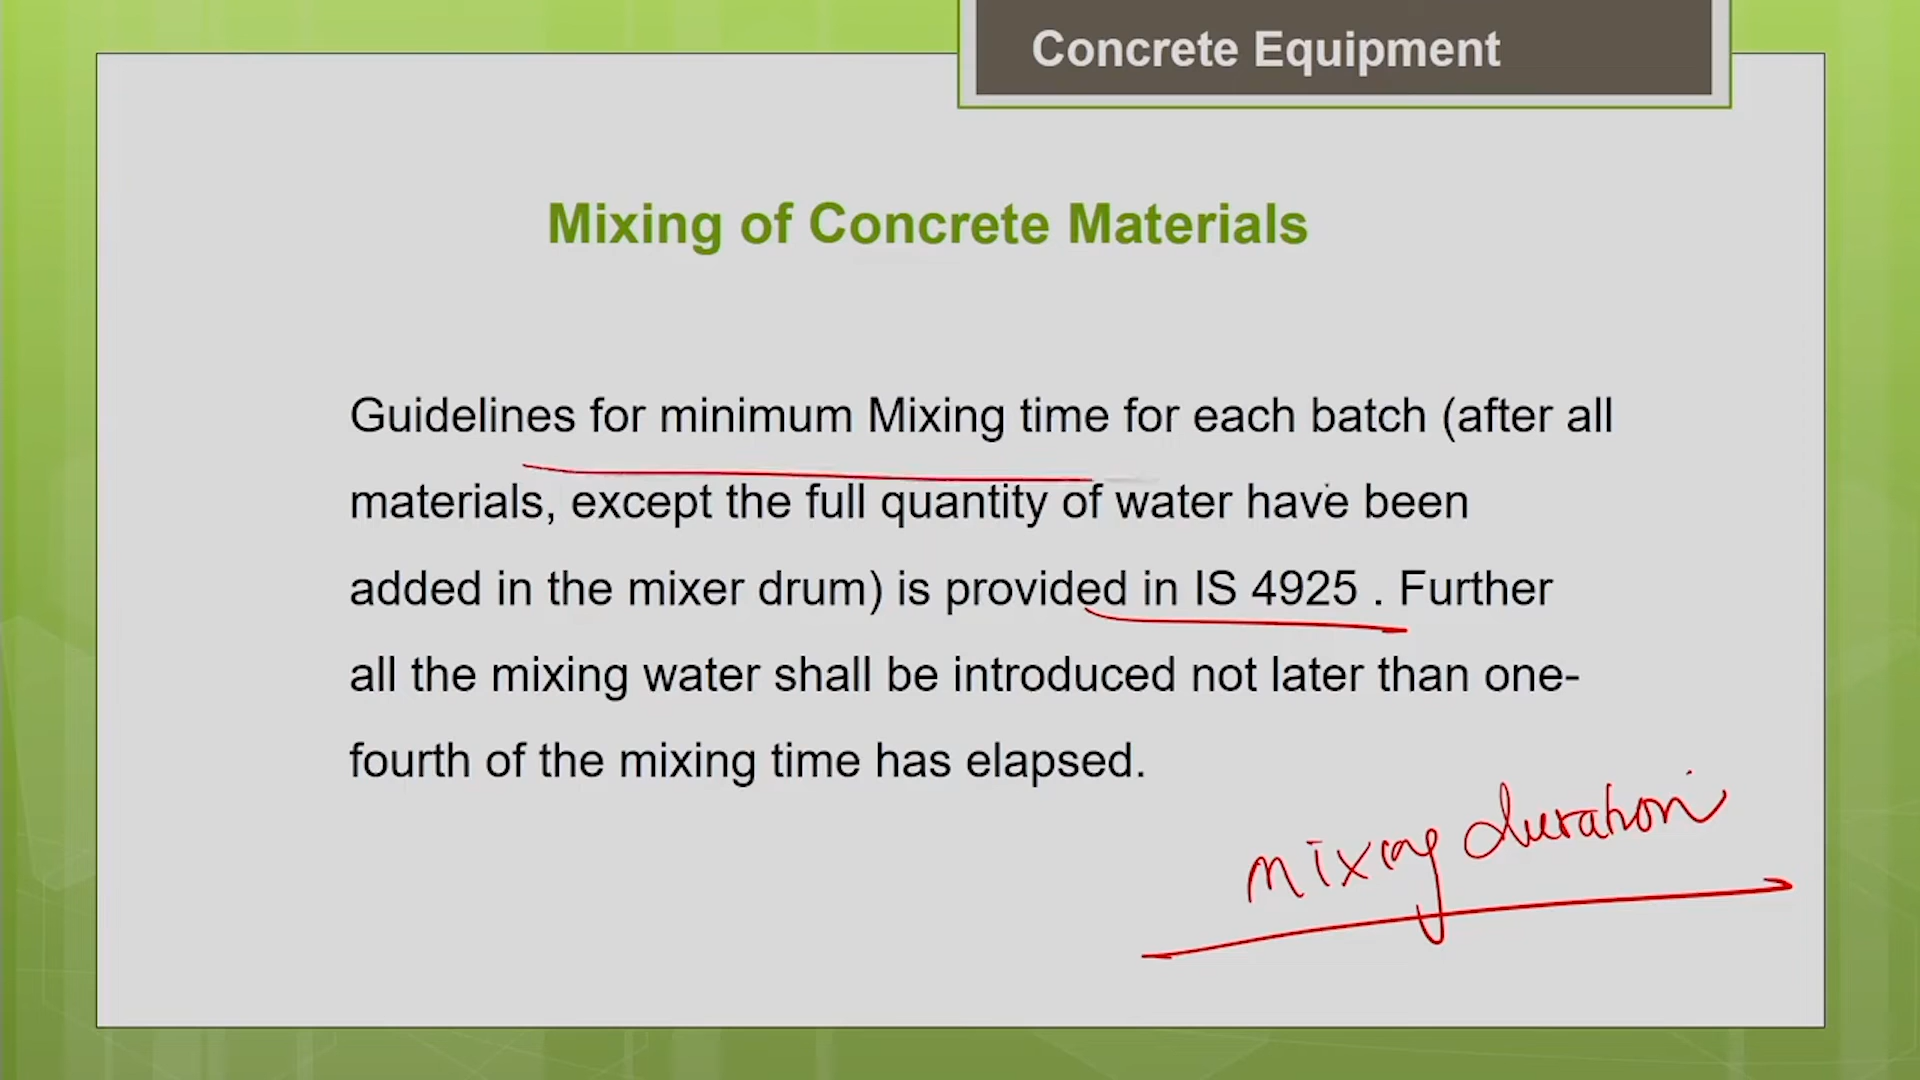 Concrete Equipment
Mixing of Concrete Materials
Guidelines for minimum Mixing time for each batch (after all
materials, except the full quantity of water have been
added in the mixer drum) is provided in IS 4925 . Further
all the mixing water shall be introduced not later than one-
fourth of the mixing time has elapsed.
mixing duration